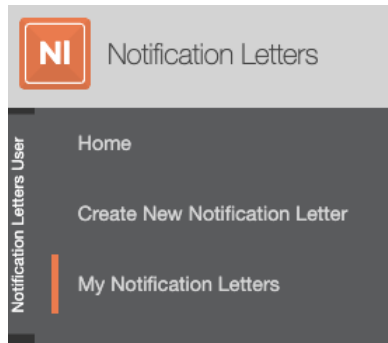 NI
Notification Letters
Notification Letters User
Home
Create New Notification Letter
My Notification Letters